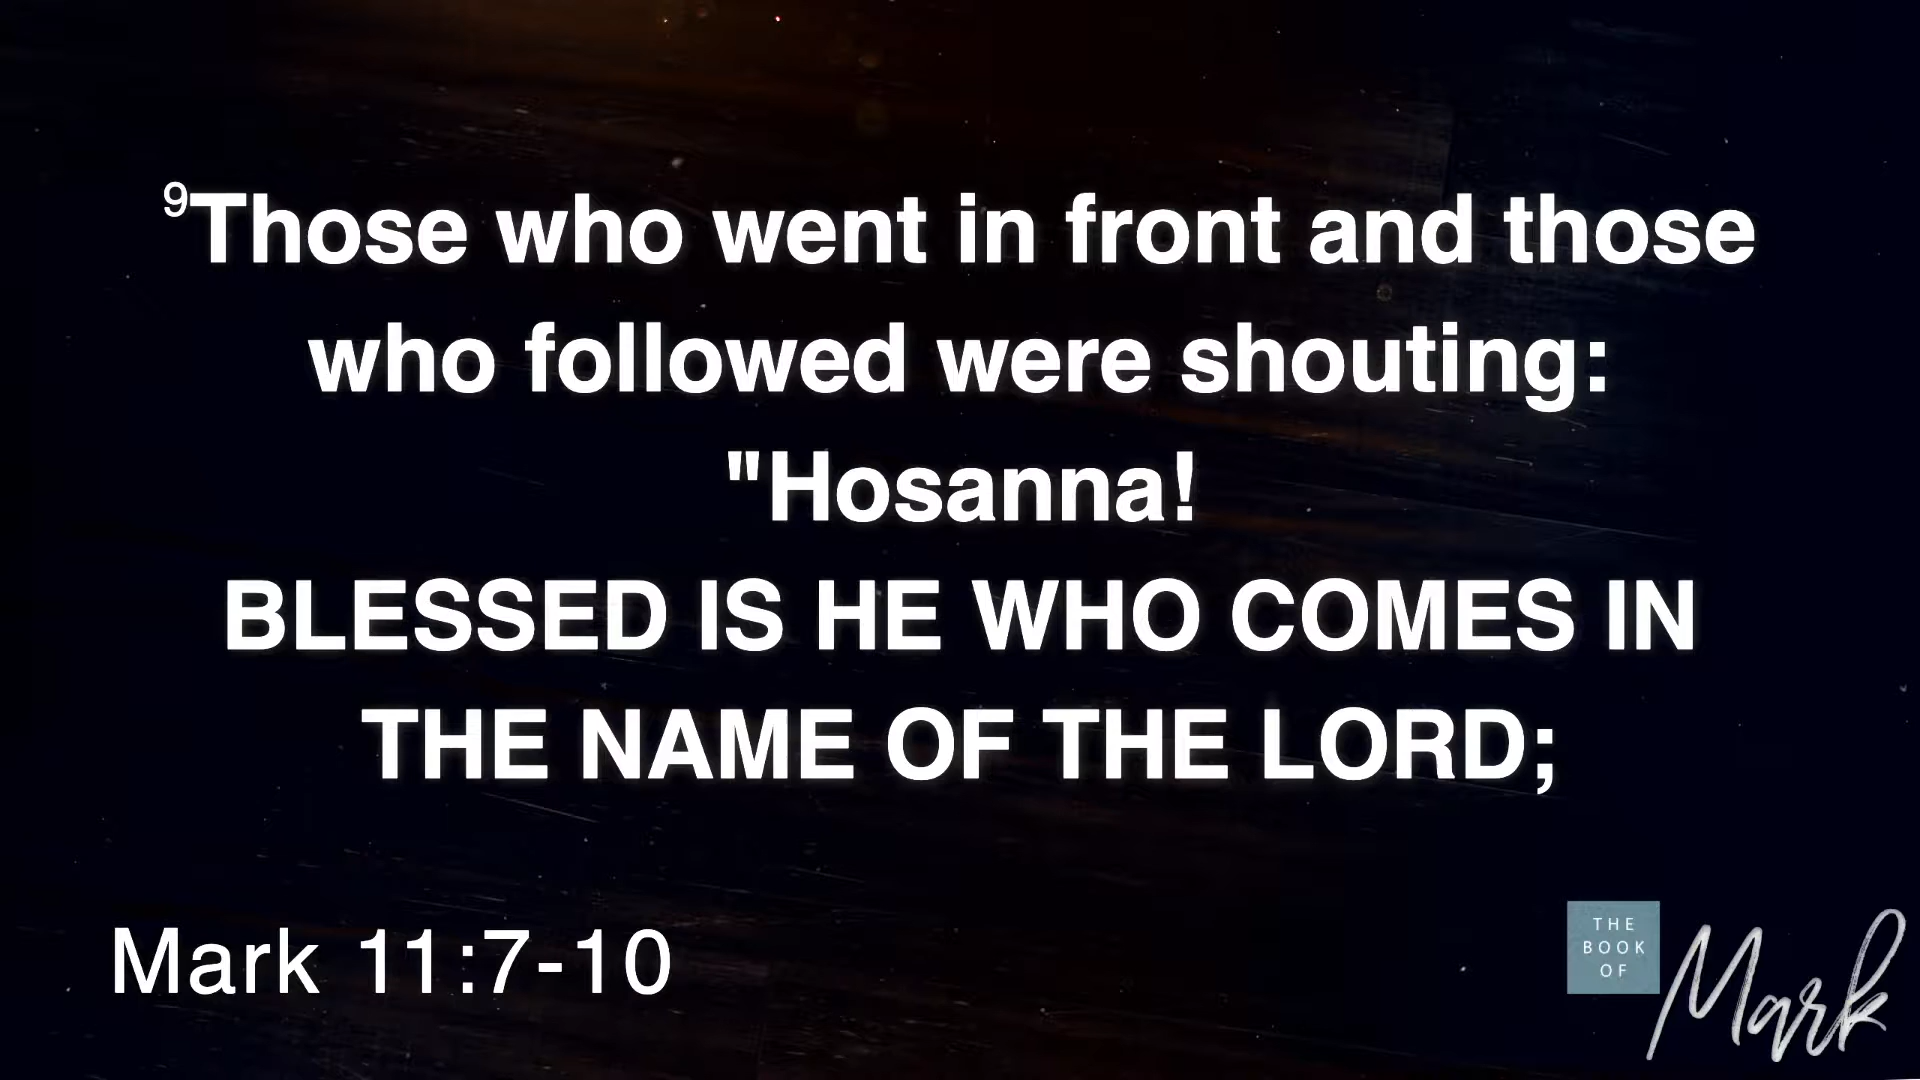 ⁹Those who went in front and those
who followed were shouting:
"Hosanna!
BLESSED IS HE WHO COMES IN
THE NAME OF THE LORD;
Mark 11:7-10
THE
BOOK
OF
Mark